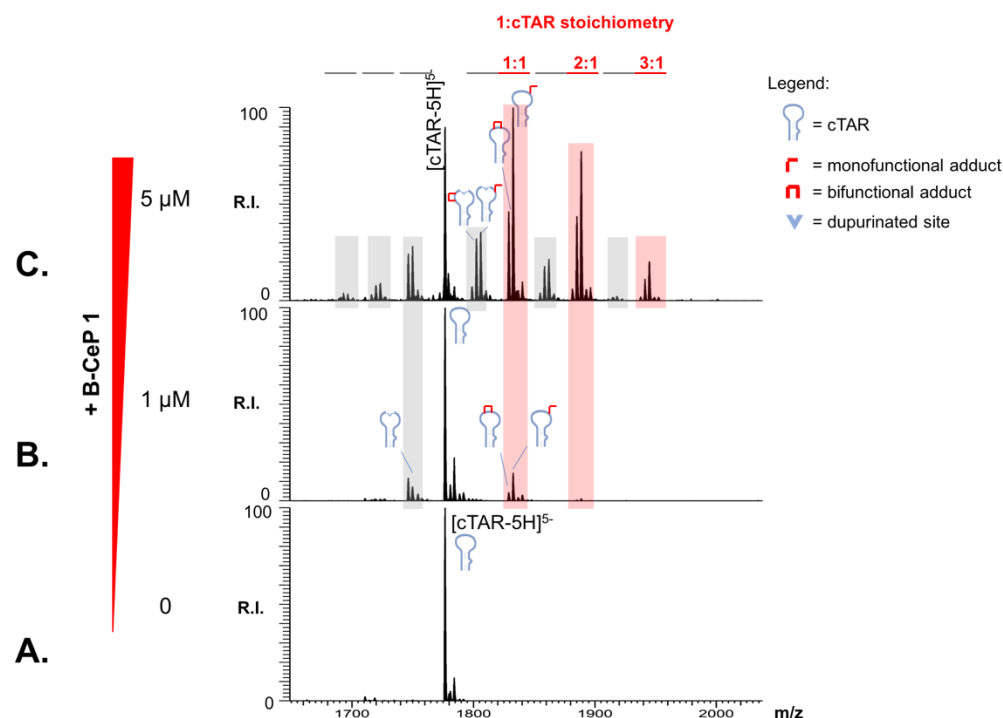 1:cTAR stoichiometry
1:1
2:1
3:1
Legend:
= cTAR
= monofunctional adduct
= bifunctional adduct
= dupurinated site
[cTAR-5H]5-
100
R.I.
0
5 µM
C.
+ B-CeP 1
100
R.I.
0
1 µM
B.
[cTAR-5H]5-
100
R.I.
0
0
A.
1700
1800
1900
2000
m/z